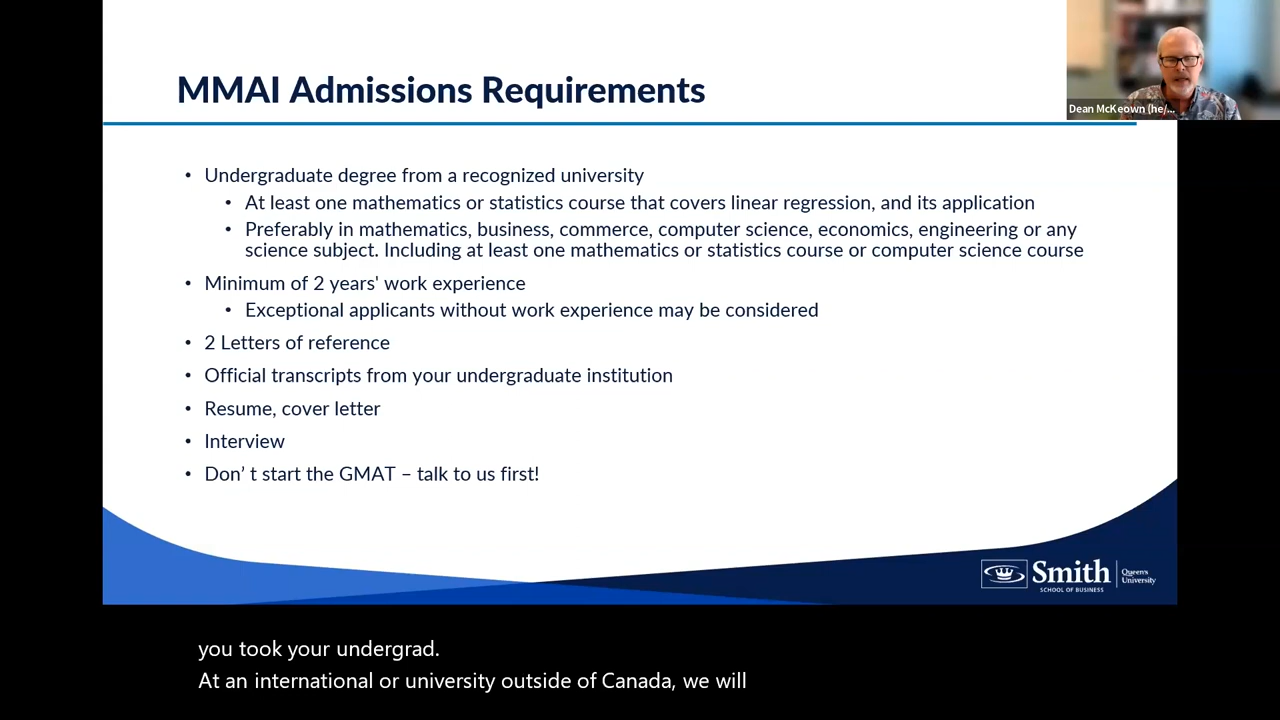 MMAI Admissions Requirements
Dean McKeown (he/...
• Undergraduate degree from a recognized university
• At least one mathematics or statistics course that covers linear regression, and its application
• Preferably in mathematics, business, commerce, computer science, economics, engineering or any
science subject. Including at least one mathematics or statistics course or computer science course
• Minimum of 2 years' work experience
• Exceptional applicants without work experience may be considered
• 2 Letters of reference
• Official transcripts from your undergraduate institution
• Resume, cover letter
• Interview
• Don’ t start the GMAT – talk to us first!
Smith
SCHOOL OF BUSINESS
Queen's
University
you took your undergrad.
At an international or university outside of Canada, we will